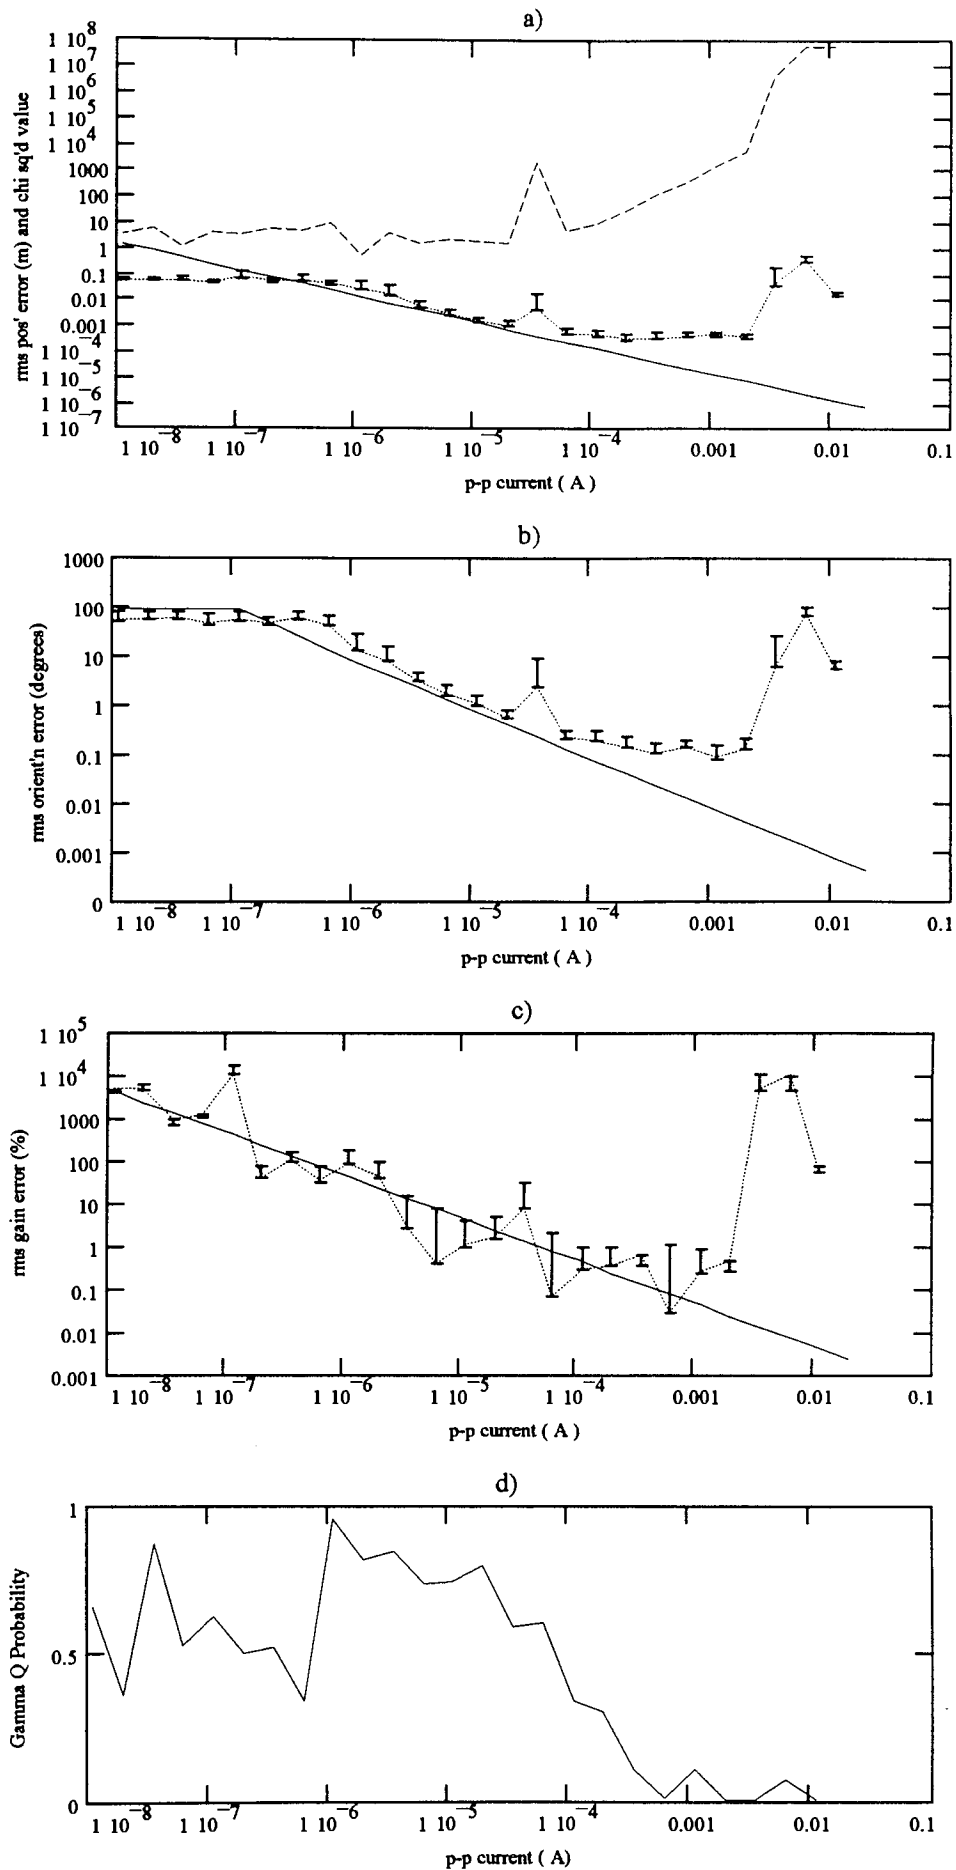 a)
rms pos' error (m) and chi sq'd value
1 10^8
1 10^7
1 10^6
1 10^5
1 10^4
1000
100
10
1
0.1
0.01
0.001
1 10^−4
1 10^−5
1 10^−6
1 10^−7
1 10^−8 1 10^−7 1 10^−6 1 10^−5 1 10^−4 0.001 0.01 0.1
p-p current ( A )
b)
rms orient'n error (degrees)
1000
100
10
1
0.1
0.01
0.001
0
1 10^−8 1 10^−7 1 10^−6 1 10^−5 1 10^−4 0.001 0.01 0.1
p-p current ( A )
c)
rms gain error (%)
1 10^5
1 10^4
1000
100
10
1
0.1
0.01
0.001
1 10^−8 1 10^−7 1 10^−6 1 10^−5 1 10^−4 0.001 0.01 0.1
p-p current ( A )
d)
Gamma Q Probability
1
0.5
0
1 10^−8 1 10^−7 1 10^−6 1 10^−5 1 10^−4 0.001 0.01 0.1
p-p current ( A)